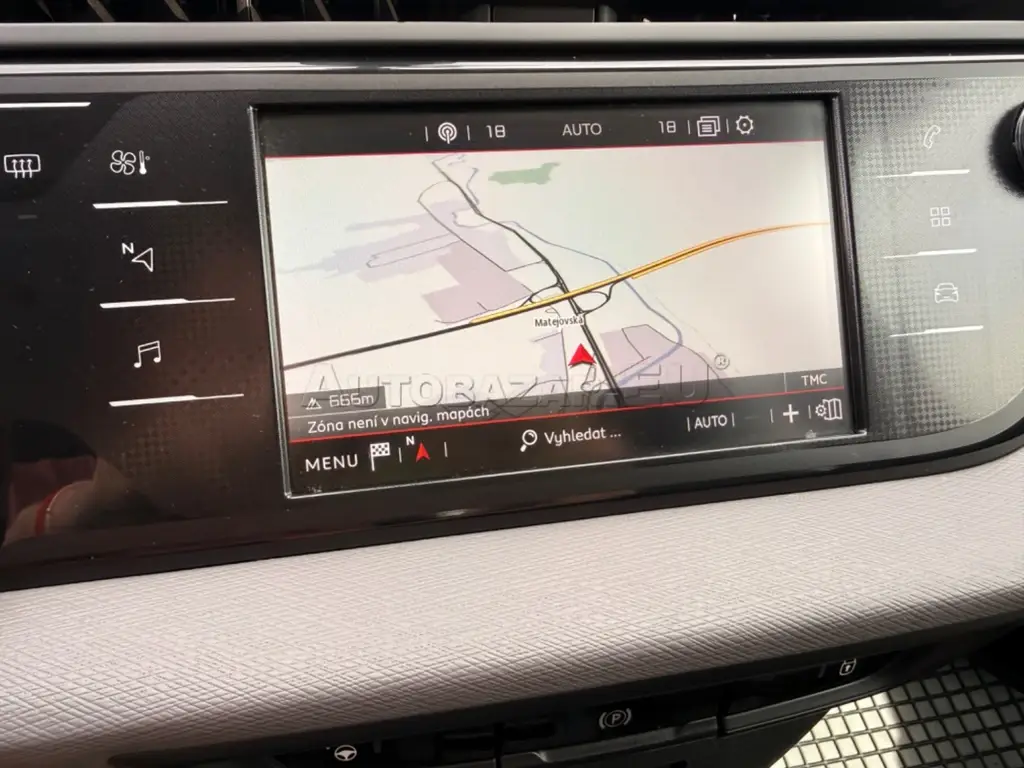 18 AUTO 18
N
Matejovská
AUTOBAZAR.EU ®
666m
TMC
Zóna není v navig. mapách
MENU N Vyhledat ... AUTO +
P